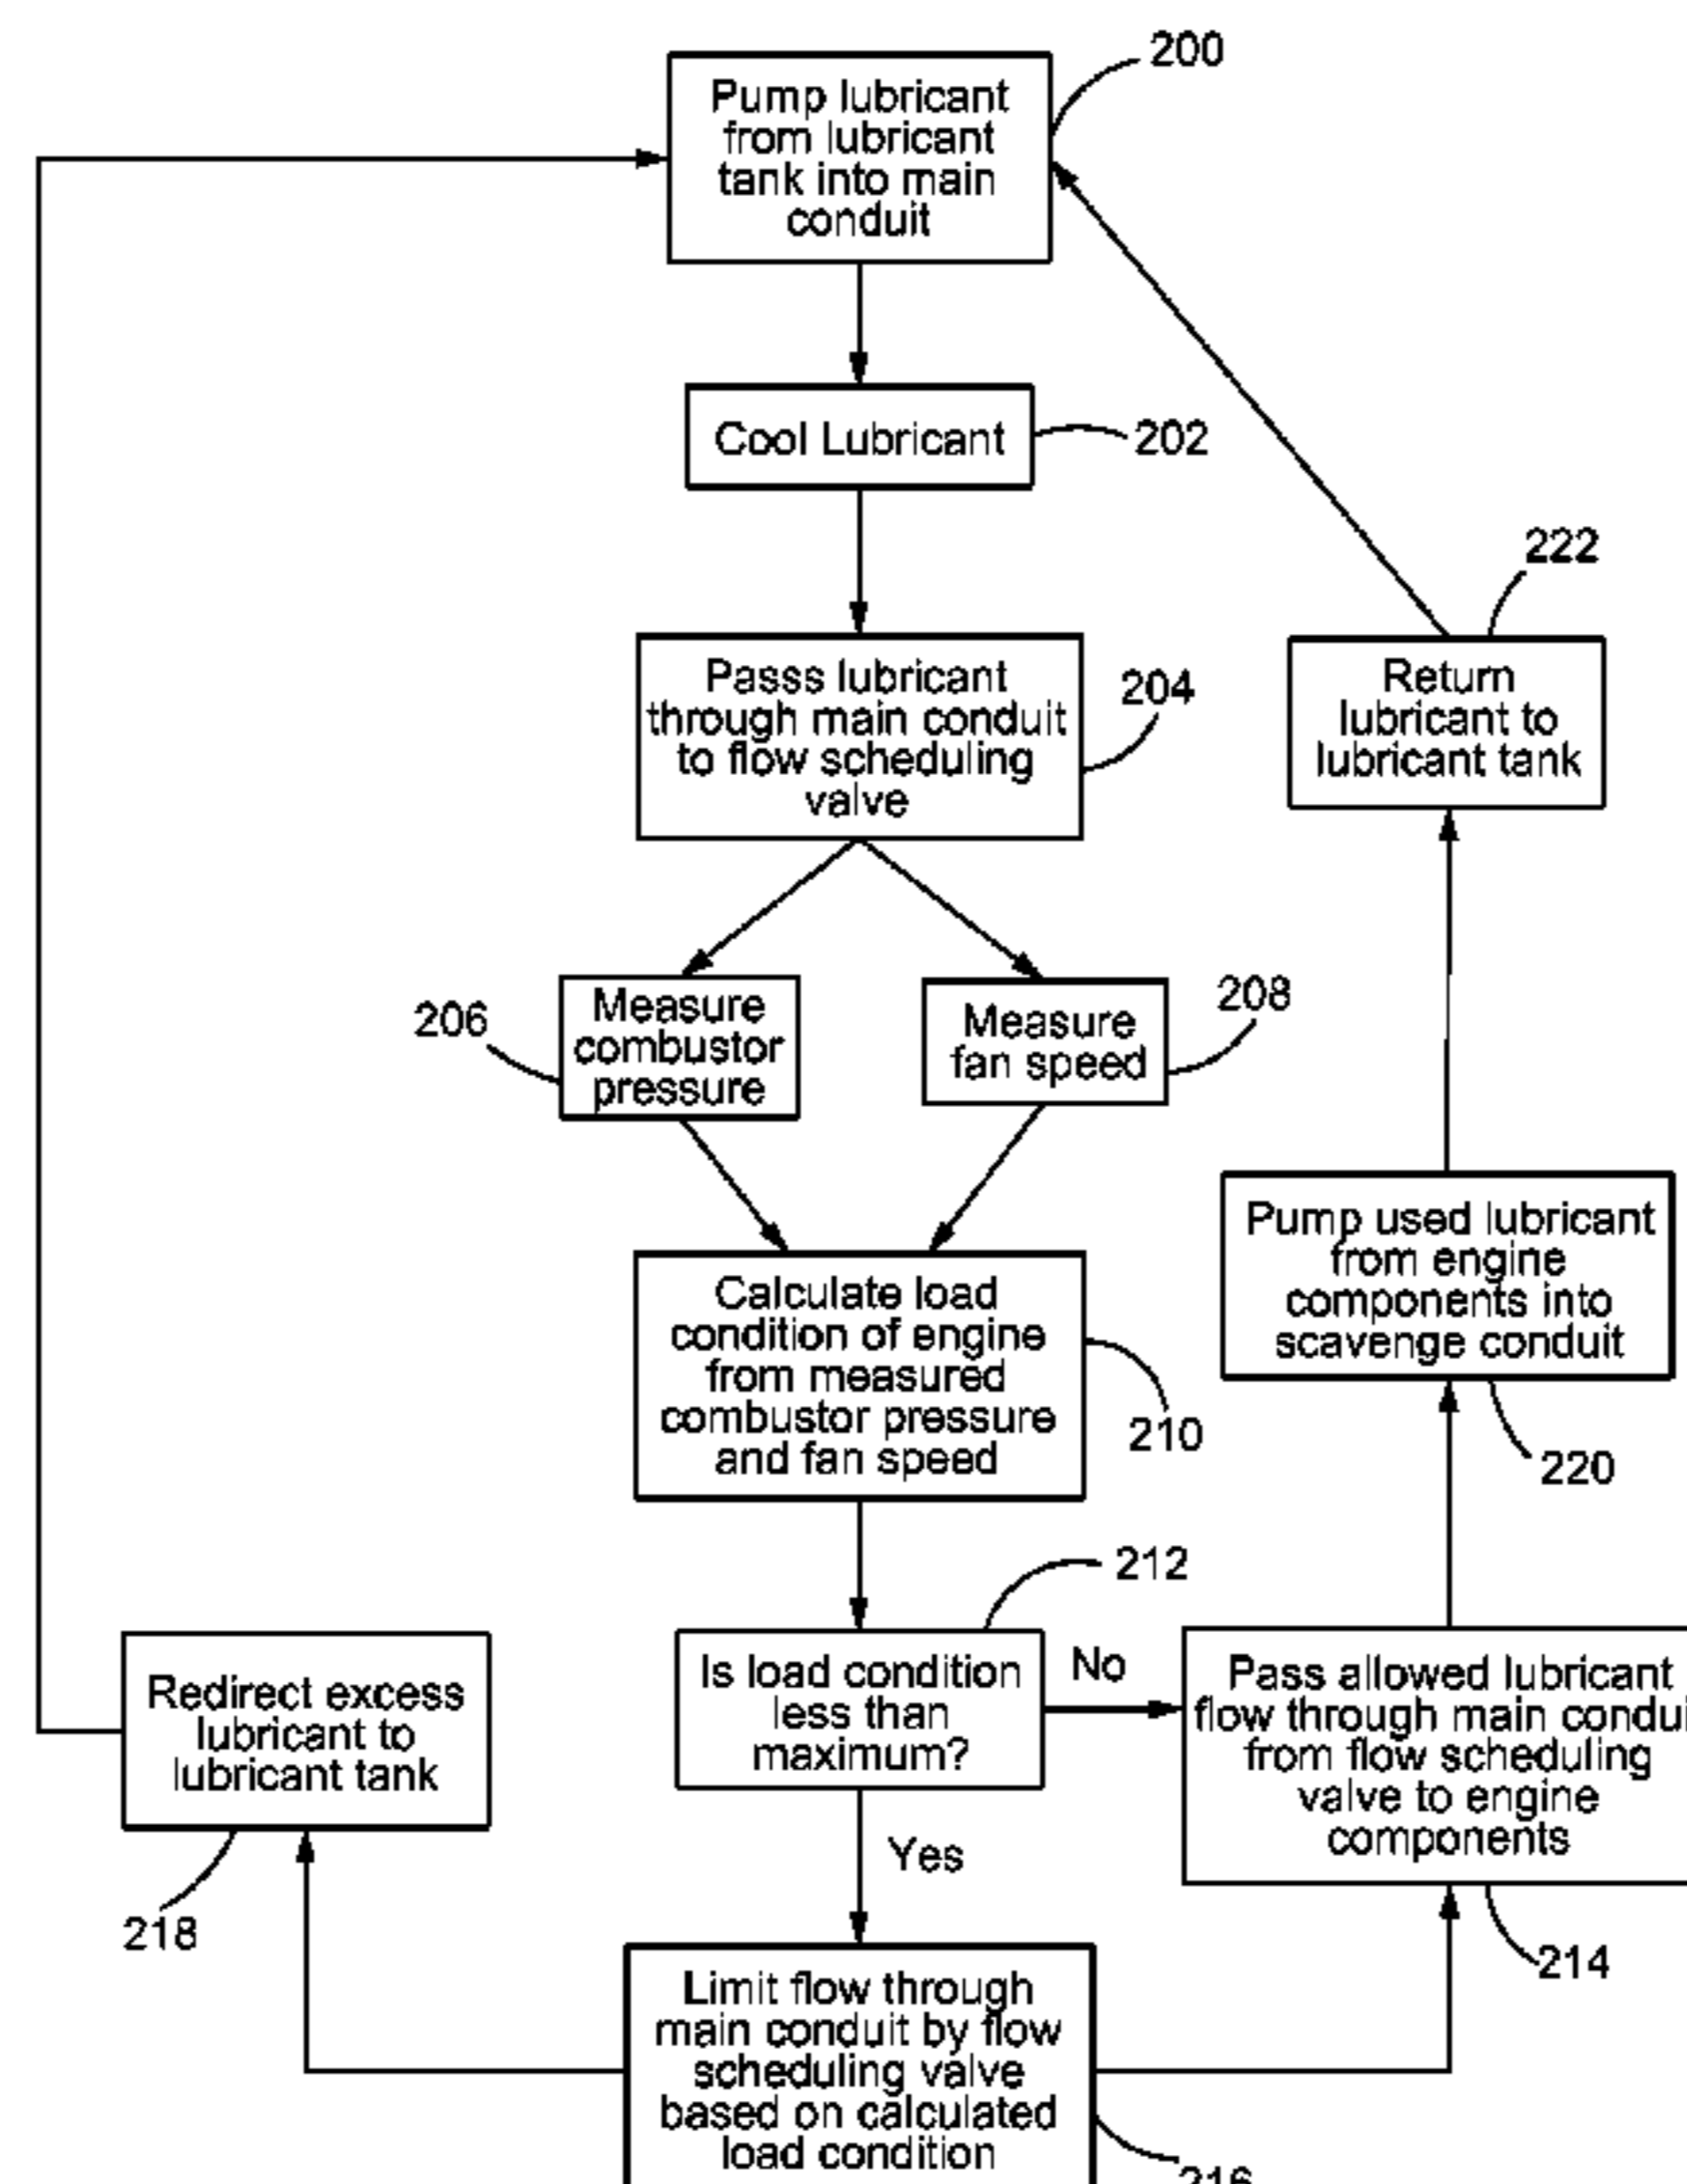 200
Pump lubricant
from lubricant
tank into main
conduit
Cool Lubricant
202
Passs lubricant
through main conduit
to flow scheduling
valve
204
222
Return
lubricant to
lubricant tank
206
Measure
combustor
pressure
Measure
fan speed
208
Calculate load
condition of engine
from measured
combustor pressure
and fan speed
210
Pump used lubricant
from engine
components into
scavenge conduit
220
212
Is load condition
less than
maximum?
No
Yes
Pass allowed lubricant
flow through main condui
from flow scheduling
valve to engine
components
214
Redirect excess
lubricant to
lubricant tank
218
Limit flow through
main conduit by flow
scheduling valve
based on calculated
load condition
216